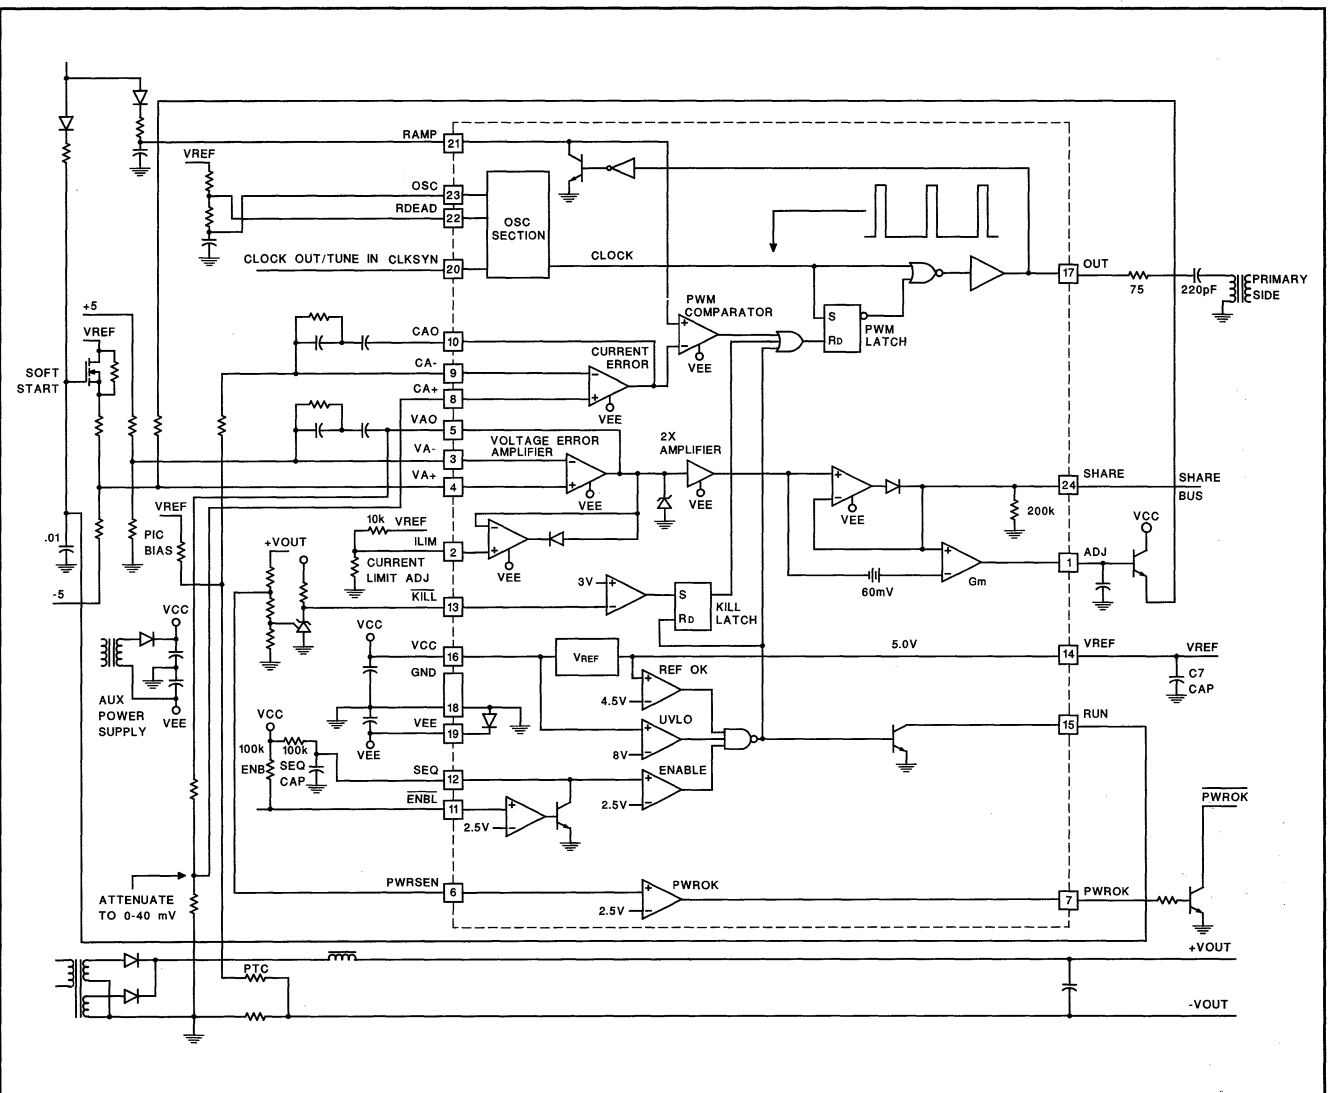 RAMP
21
VREF
OSC
23
RDEAD
22
OSC
SECTION
CLOCK OUT/TUNE IN CLKSYN
20
CLOCK
OUT
17
75
220pF
PRIMARY
SIDE
+5
VREF
SOFT
START
CAO
10
CA-
9
CA+
8
VAO
5
VA-
3
VA+
4
CURRENT
ERROR
VEE
PWM
COMPARATOR
+
−
VEE
S
RD
PWM
LATCH
−
+
VOLTAGE ERROR
AMPLIFIER
−
+
VEE
2X
AMPLIFIER
VEE
+
−
VEE
SHARE
24
SHARE
BUS
200k
VCC
VREF
PIC
BIAS
.01
-5
10k
VREF
ILIM
2
CURRENT
LIMIT ADJ
−
+
VEE
+
−
Gm
60mV
ADJ
1
+VOUT
KILL
13
3V
+
−
S
RD
KILL
LATCH
VCC
AUX
POWER
SUPPLY
VEE
VCC
VCC
16
GND
18
VEE
19
VEE
VREF
5.0V
VREF
14
VREF
C7
CAP
REF OK
+
−
4.5V
UVLO
+
−
8V
ENABLE
+
−
2.5V
RUN
15
VCC
100k
100k
ENB
SEQ
CAP
SEQ
12
ENBL
11
+
−
2.5V
PWROK
ATTENUATE
TO 0-40 mV
PWRSEN
6
PWROK
+
−
2.5V
7
PWROK
PTC
+VOUT
-VOUT